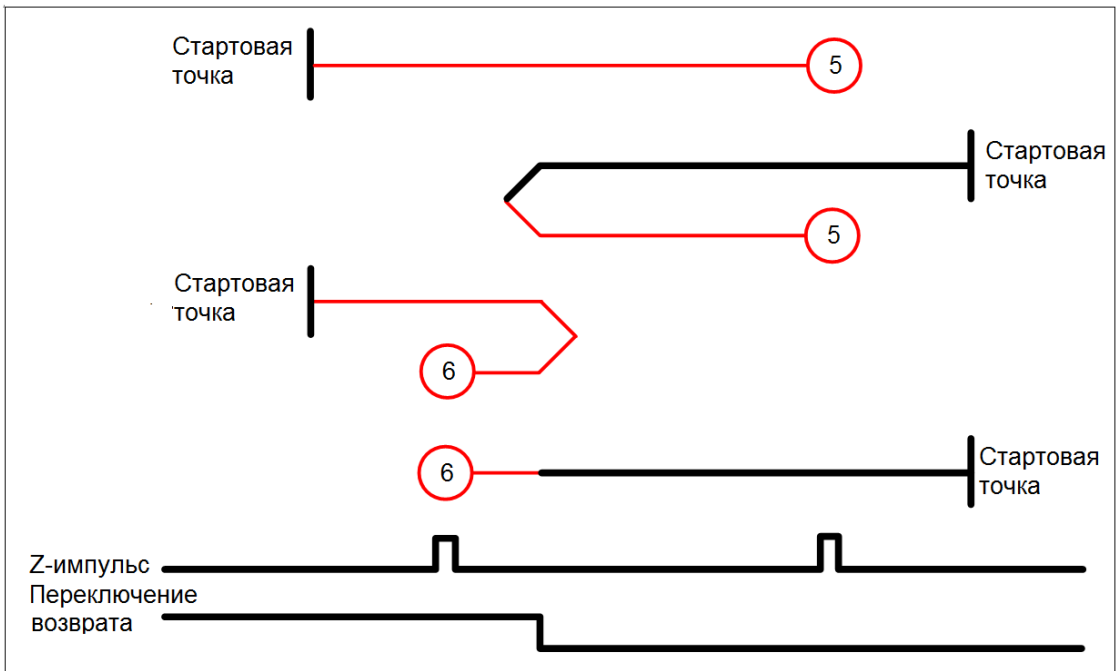 Стартовая
точка
5
Стартовая
точка
5
Стартовая
точка
6
6
Стартовая
точка
Z-импульс
Переключение
возврата